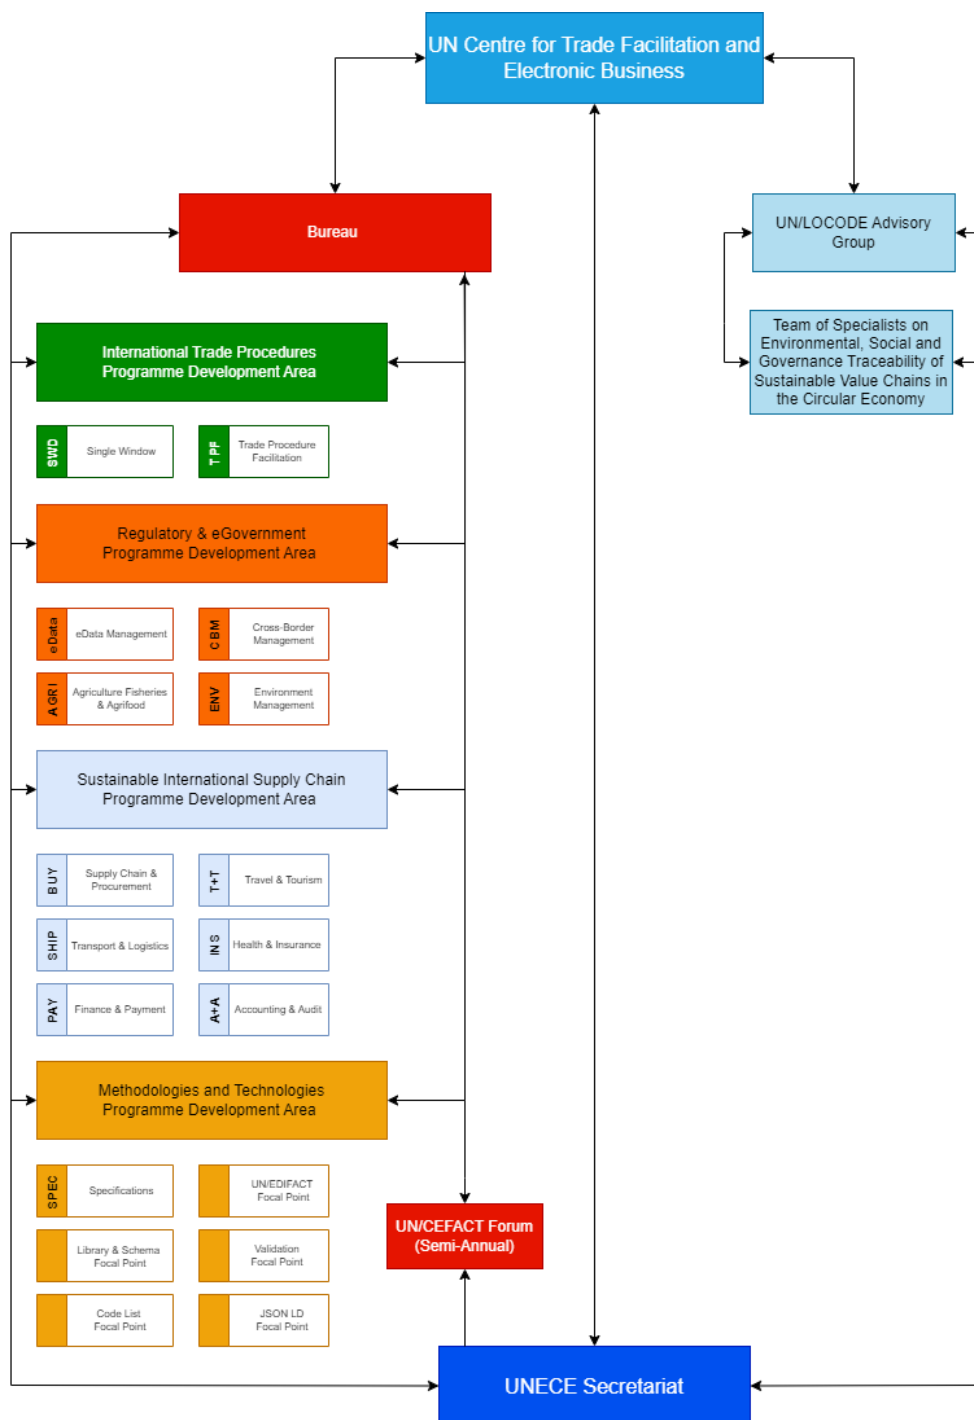 UN Centre for Trade Facilitation and
Electronic Business
Bureau
UN/LOCODE Advisory
Group
International Trade Procedures
Programme Development Area
Team of Specialists on
Environmental, Social and
Governance Traceability of
Sustainable Value Chains in
the Circular Economy
SWD
Single Window
TPF
Trade Procedure
Facilitation
Regulatory & eGovernment
Programme Development Area
eData
eData Management
CBM
Cross-Border
Management
AGRI
Agriculture Fisheries
& Agrifood
ENV
Environment
Management
Sustainable International Supply Chain
Programme Development Area
BUY
Supply Chain &
Procurement
T+T
Travel & Tourism
SHIP
Transport & Logistics
INS
Health & Insurance
PAY
Finance & Payment
A+A
Accounting & Audit
Methodologies and Technologies
Programme Development Area
SPEC
Specifications
UN/EDIFACT
Focal Point
Library & Schema
Focal Point
Validation
Focal Point
Code List
Focal Point
JSON LD
Focal Point
UN/CEFACT Forum
(Semi-Annual)
UNECE Secretariat